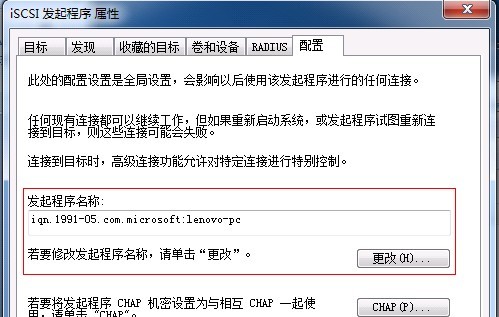 iSCSI 发起程序 属性
目标 发现 收藏的目标 卷和设备 RADIUS 配置
此处的配置设置是全局设置，会影响以后使用该发起程序进行的任何连接。
任何现有连接都可以继续工作，但如果重新启动系统，或发起程序试图重新连
接到目标，则这些连接可能会失败。
连接到目标时，高级连接功能允许对特定连接进行特别控制。
发起程序名称:
iqn.1991-05.com.microsoft:lenovo-pc
若要修改发起程序名称，请单击“更改”。
更改(H)...
若要将发起程序 CHAP 机密设置为与相互 CHAP 一起使
用，请单击“CHAP”。
CHAP(P)...